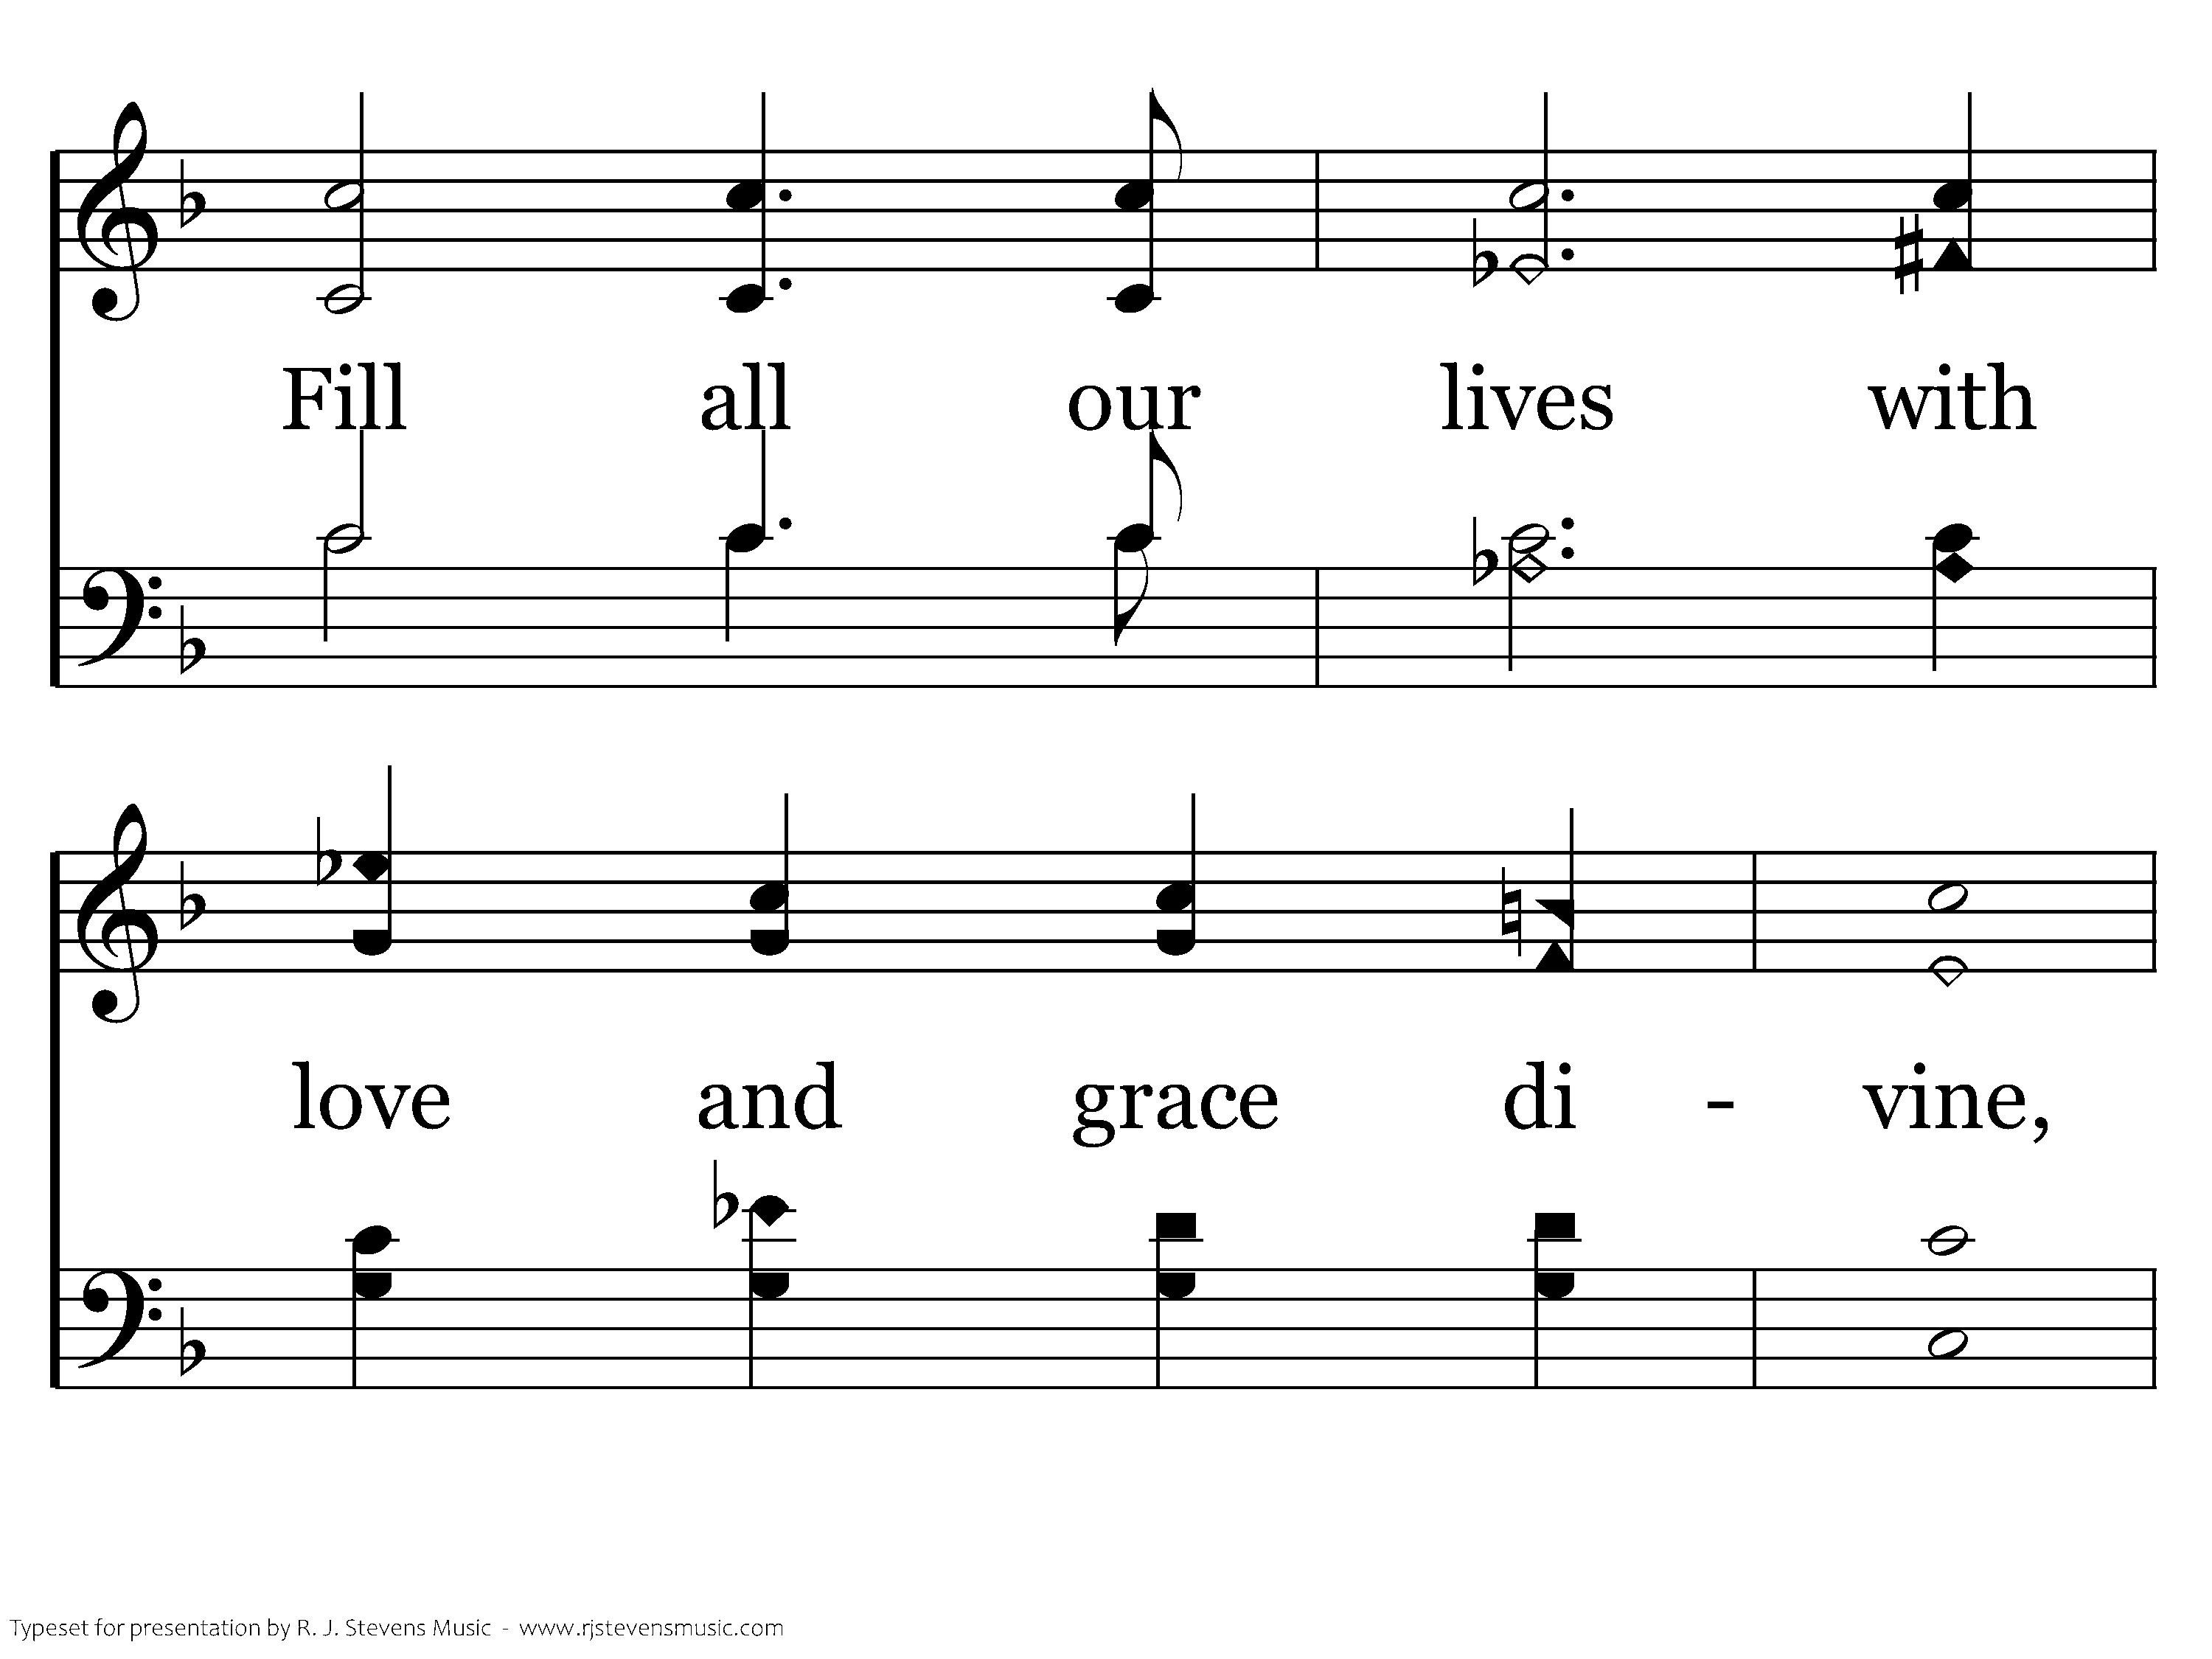 Fill all our lives with
love and grace di - vine,
Typeset for presentation by R. J. Stevens Music - www.rjstevensmusic.com